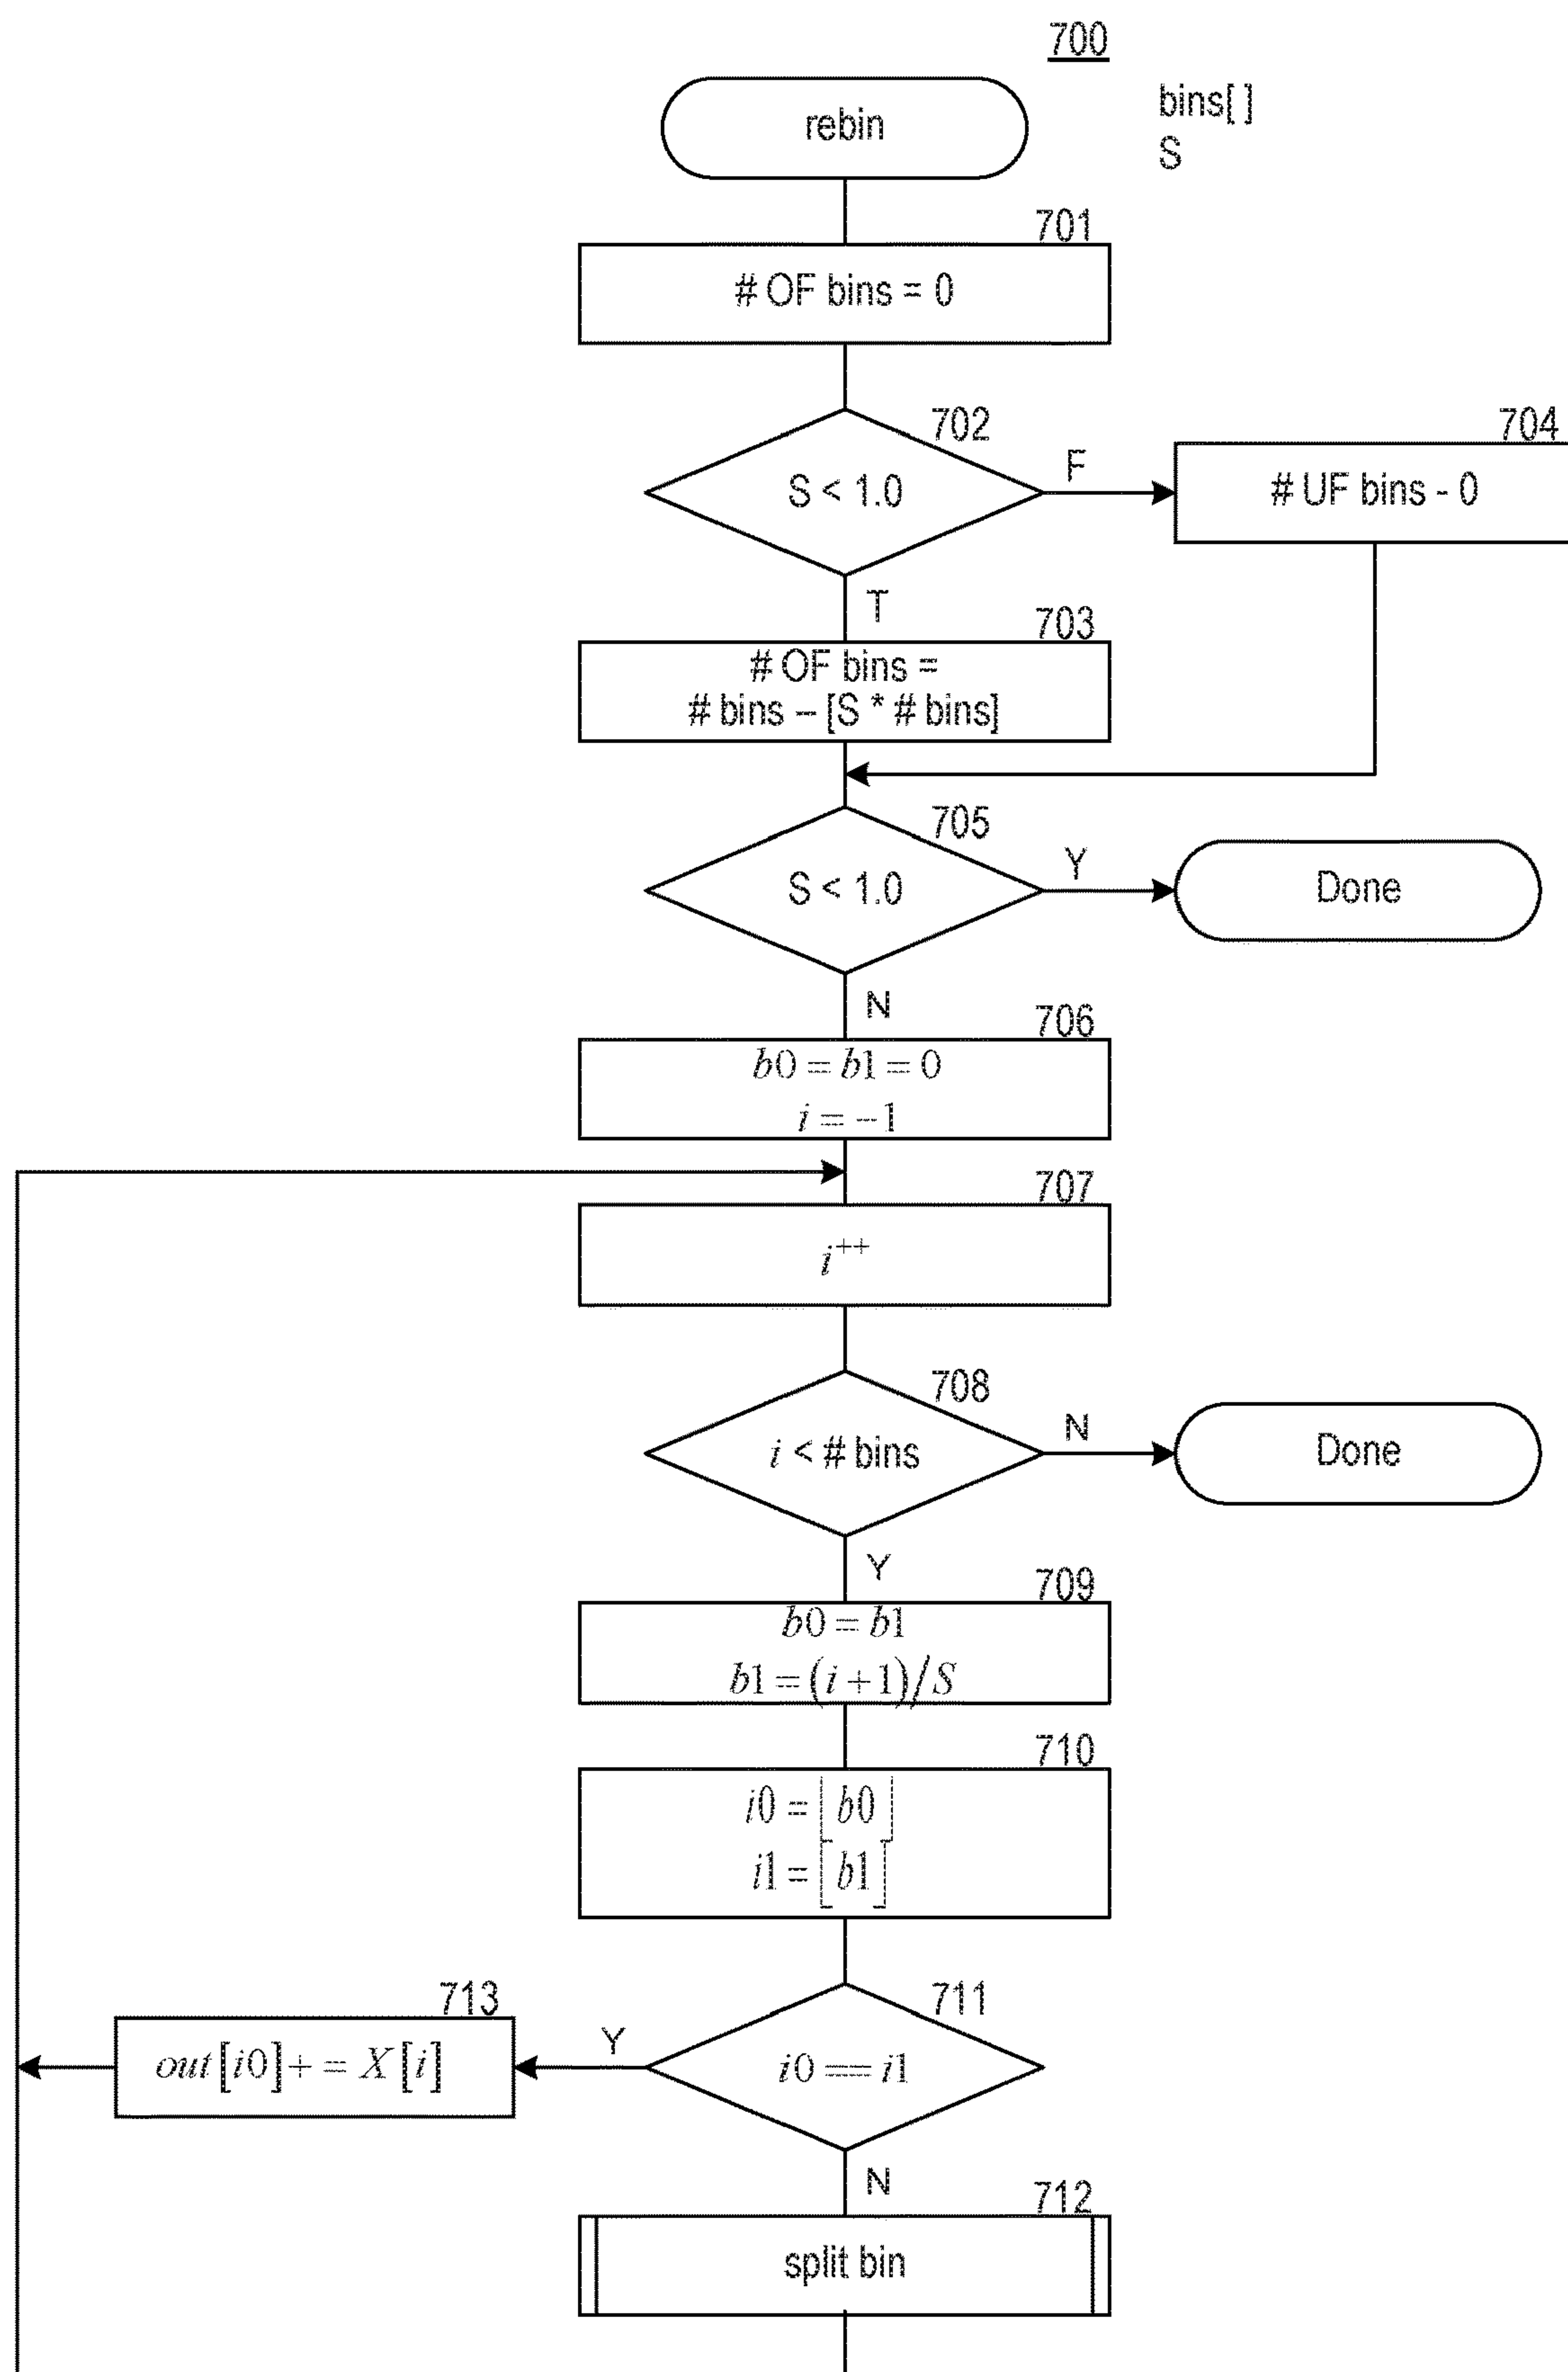 700
bins[ ]
S
rebin
701
# OF bins = 0
702
S < 1.0
F
704
# UF bins - 0
T
703
# OF bins =
# bins – [S * # bins]
705
S < 1.0
Y
Done
N
706
b0 = b1 = 0
i = −1
707
i⁺⁺
708
i < # bins
N
Done
Y
709
b0 = b1
b1 = (i + 1)/S
710
i0 = ⌊b0⌋
i1 = ⌊b1⌋
711
i0 == i1
Y
713
out[i0]+ = X[i]
N
712
split bin